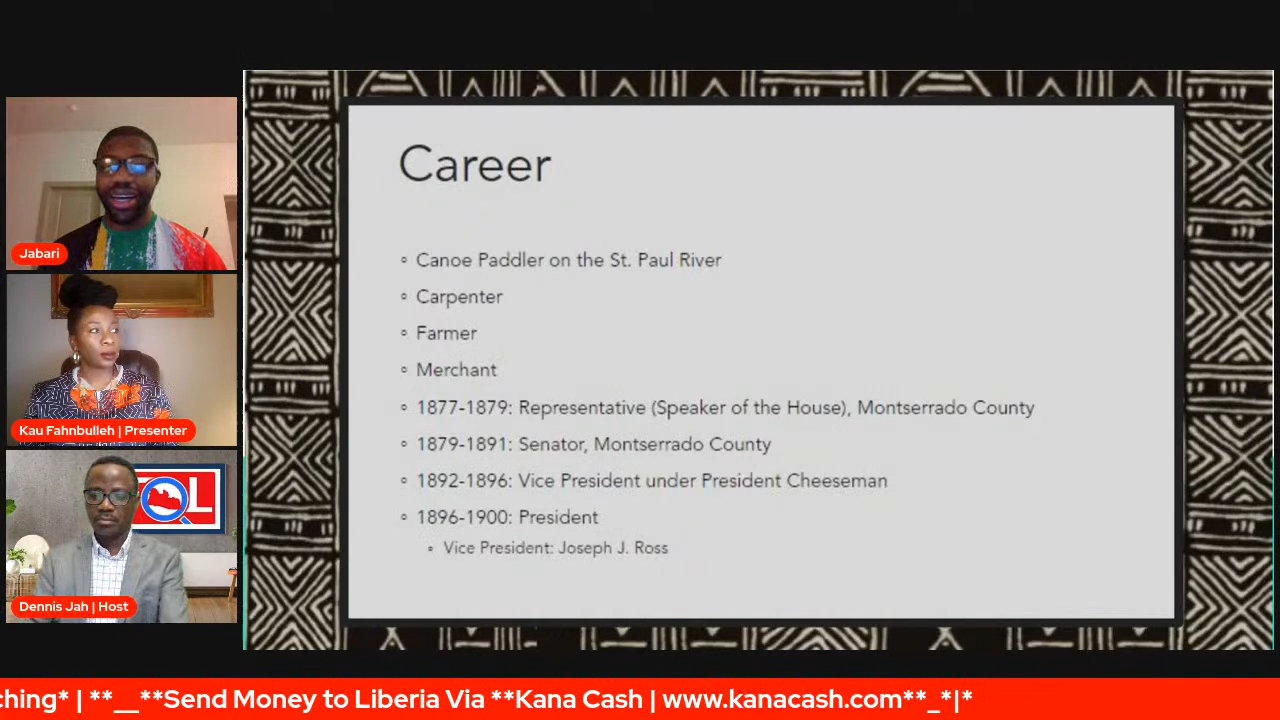 Jabari
Kau Fahnbulleh | Presenter
OL
Dennis Jah | Host
Career
◦ Canoe Paddler on the St. Paul River
◦ Carpenter
◦ Farmer
◦ Merchant
◦ 1877-1879: Representative (Speaker of the House), Montserrado County
◦ 1879-1891: Senator, Montserrado County
◦ 1892-1896: Vice President under President Cheeseman
◦ 1896-1900: President
◦ Vice President: Joseph J. Ross
ching* | **__**Send Money to Liberia Via **Kana Cash | www.kanacash.com**_*|*